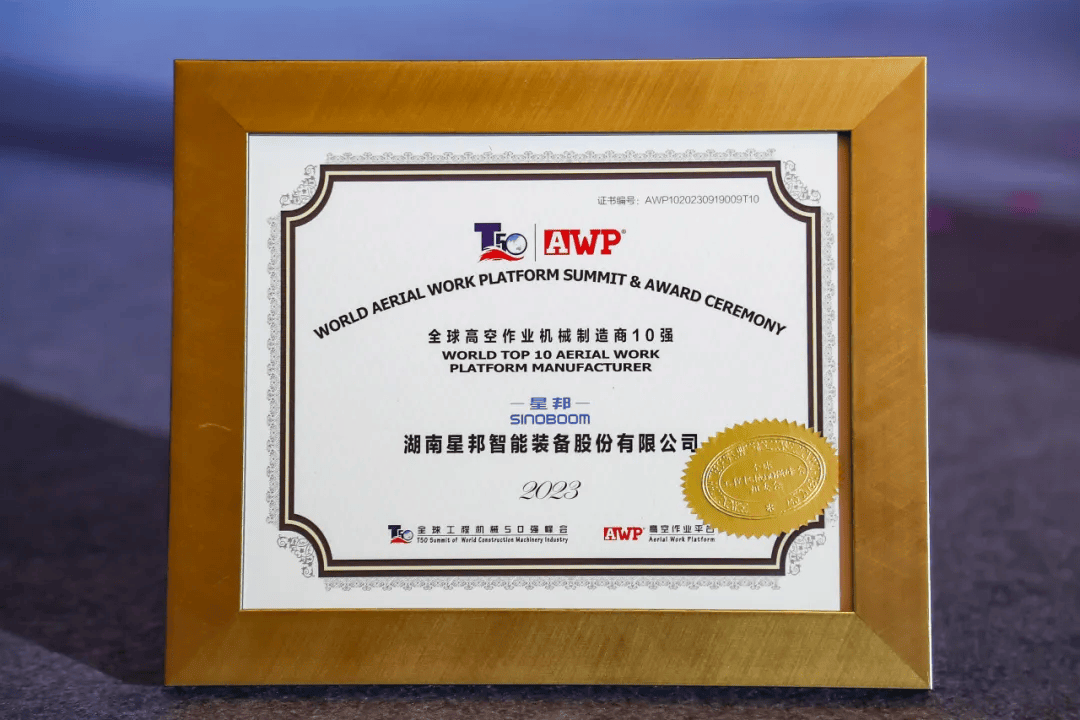 证书编号：AWP1020230919009T10
T50 AWP®
WORLD AERIAL WORK PLATFORM SUMMIT & AWARD CEREMONY
全球高空作业机械制造商10强
WORLD TOP 10 AERIAL WORK
PLATFORM MANUFACTURER
星邦
SINOBOOM
湖南星邦智能装备股份有限公司
2023
T50 全球工程机械50强峰会
T50 Summit of World Construction Machinery Industry
AWP 高空作业平台
Aerial Work Platform